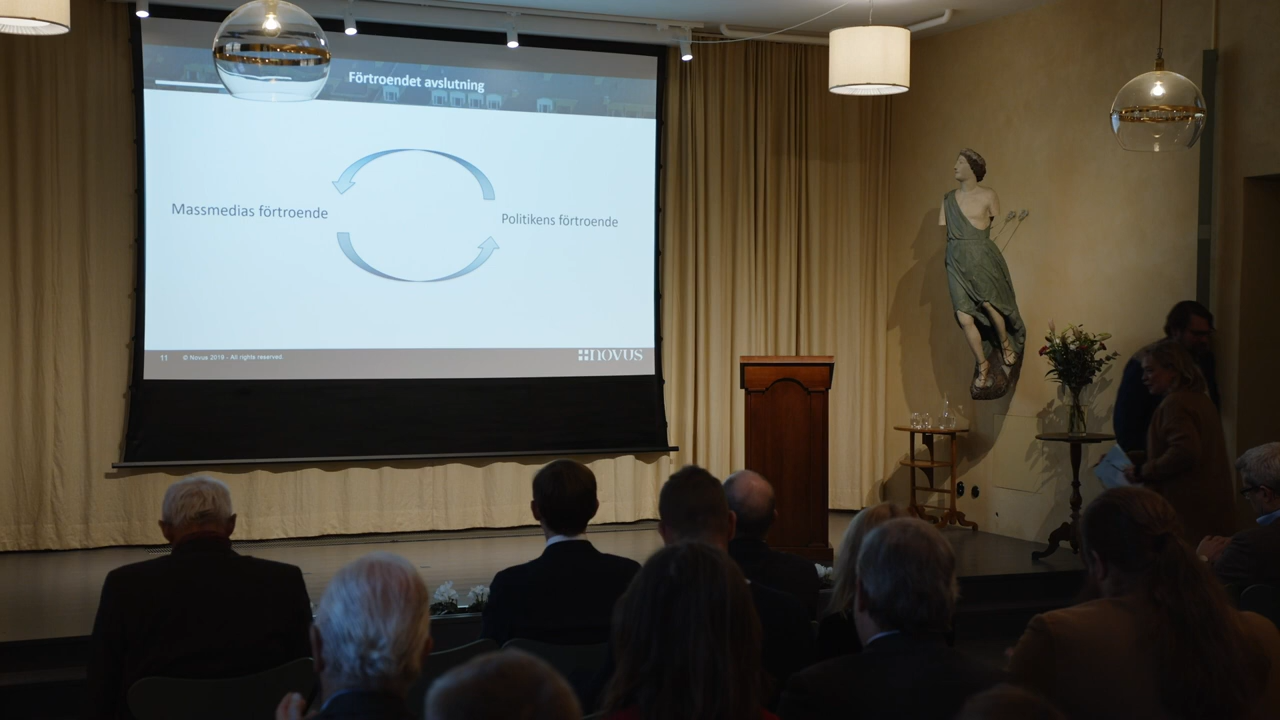 Förtroendet avslutning
Massmedias förtroende
Politikens förtroende
11 © Novus 2019 - All rights reserved
novus